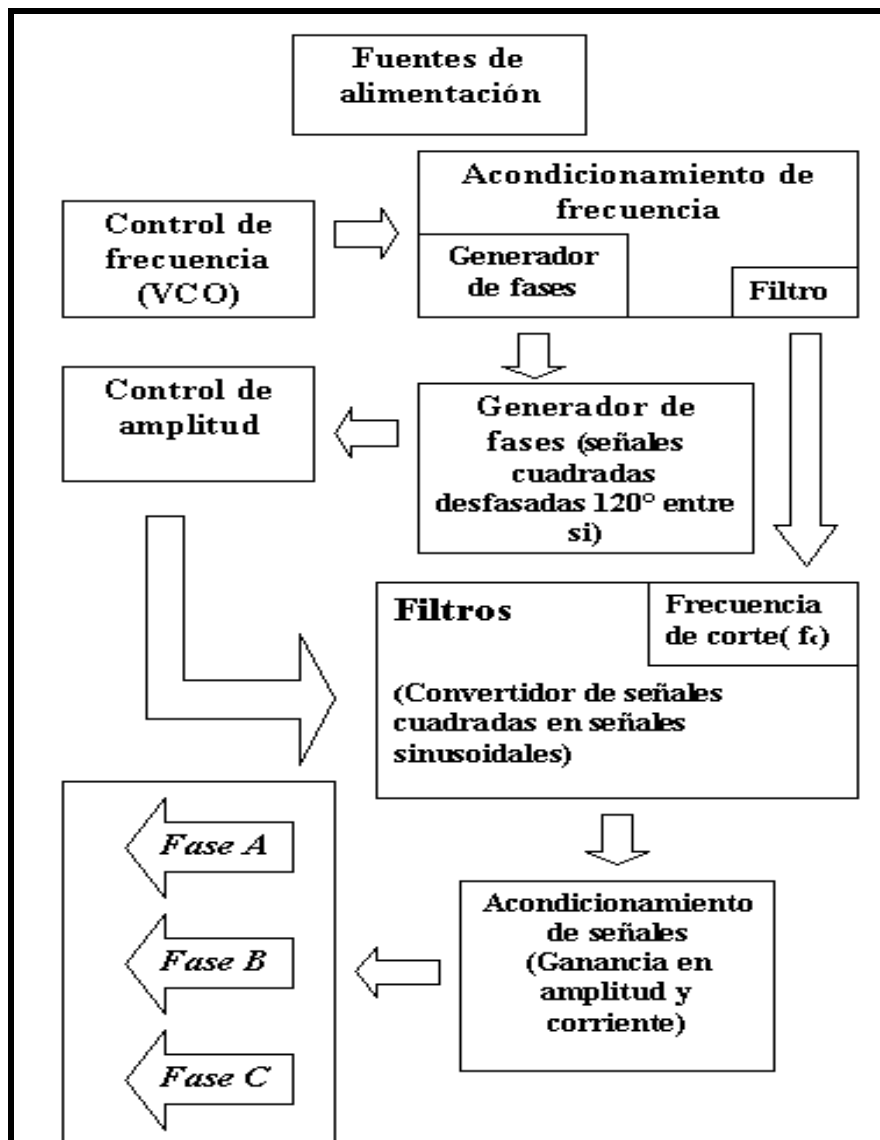 Fuentes de
alimentación
Acondicionamiento de
frecuencia
Control de
frecuencia
(VCO)
Generador
de fases
Filtro
Control de
amplitud
Generador de
fases (señales
cuadradas
desfasadas 120° entre
si)
Filtros
Frecuencia
de corte( fc)
(Convertidor de señales
cuadradas en señales
sinusoidales)
Fase A
Fase B
Fase C
Acondicionamiento
de señales
(Ganancia en
amplitud y
corriente)